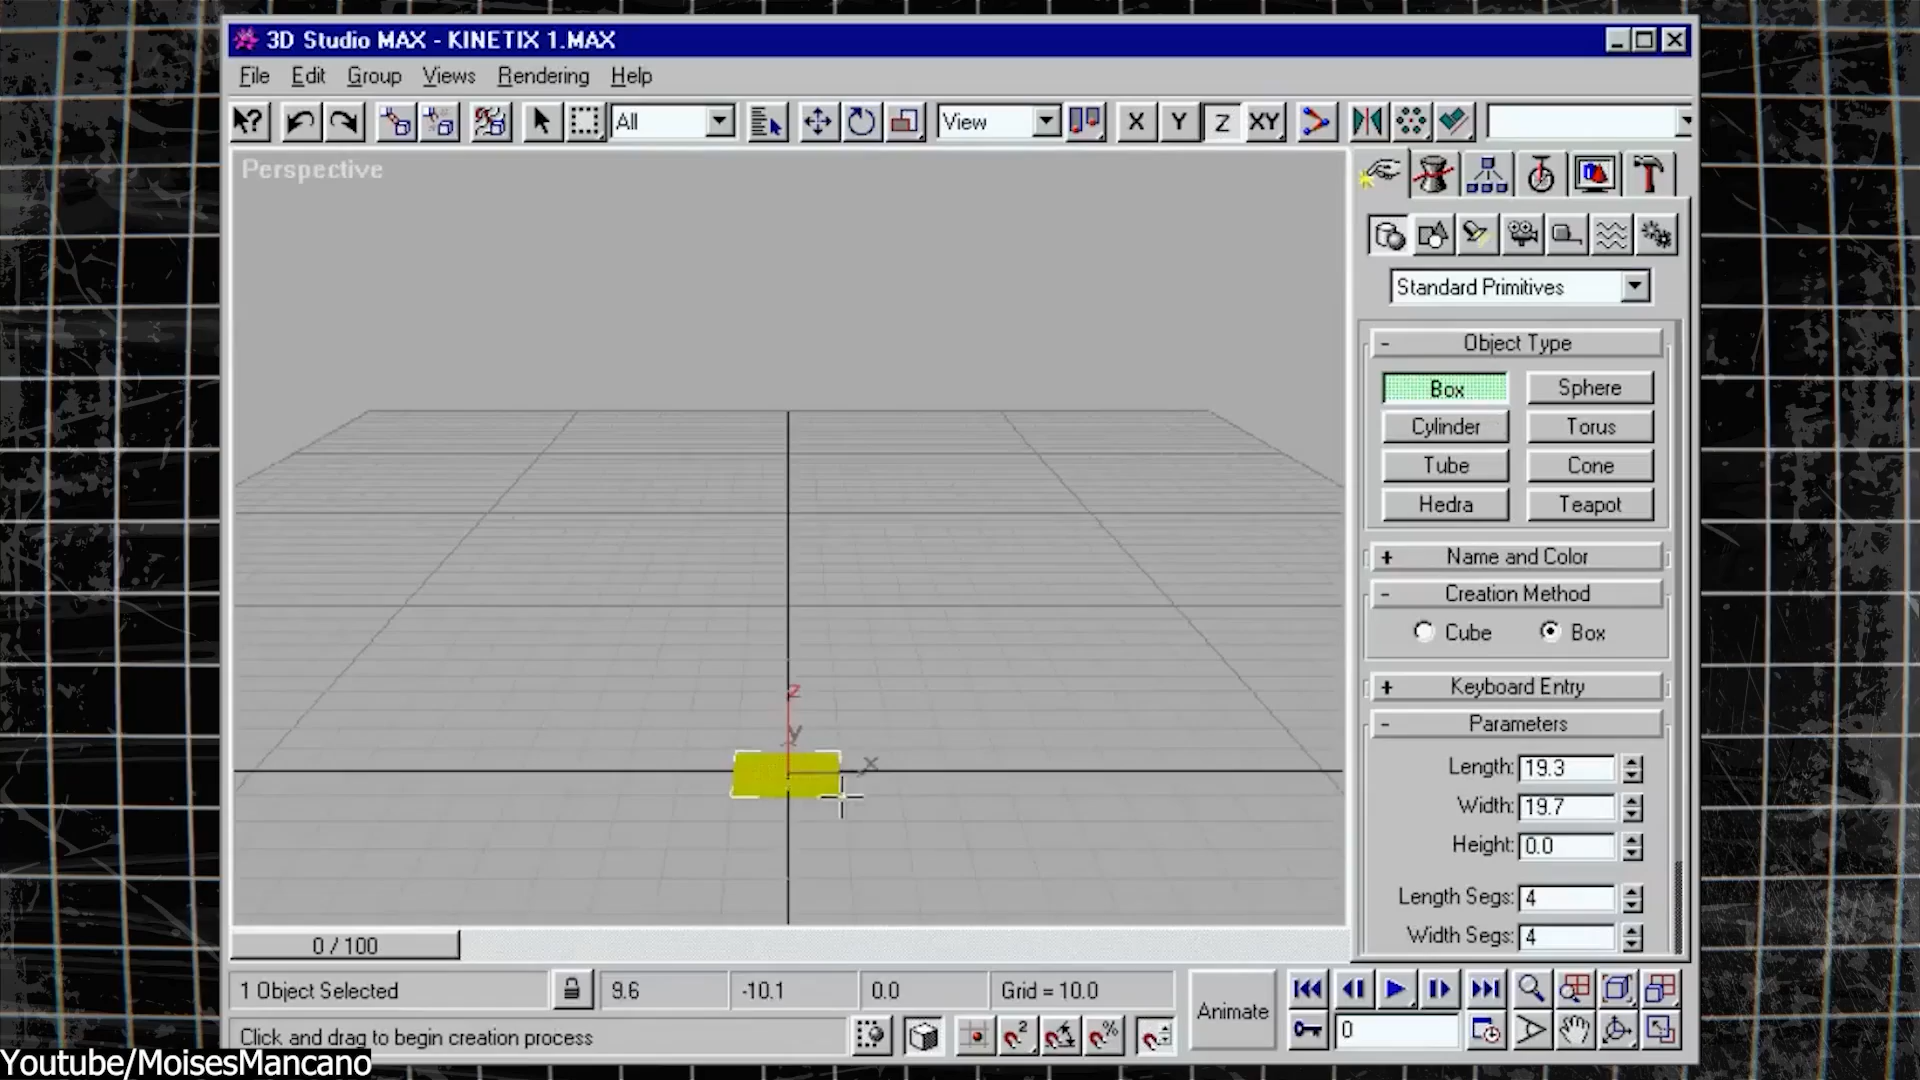 3D Studio MAX - KINETIX 1.MAX
File Edit Group Views Rendering Help
All View X Y Z XY
Perspective
Standard Primitives
- Object Type
Box Sphere
Cylinder Torus
Tube Cone
Hedra Teapot
+ Name and Color
- Creation Method
Cube Box
+ Keyboard Entry
- Parameters
Length: 19.3
Width: 19.7
Height: 0.0
Length Segs: 4
Width Segs: 4
z
y
x
0 / 100
1 Object Selected 9.6 -10.1 0.0 Grid = 10.0
Animate
Click and drag to begin creation process
2 % 0
Youtube/MoisesMancano